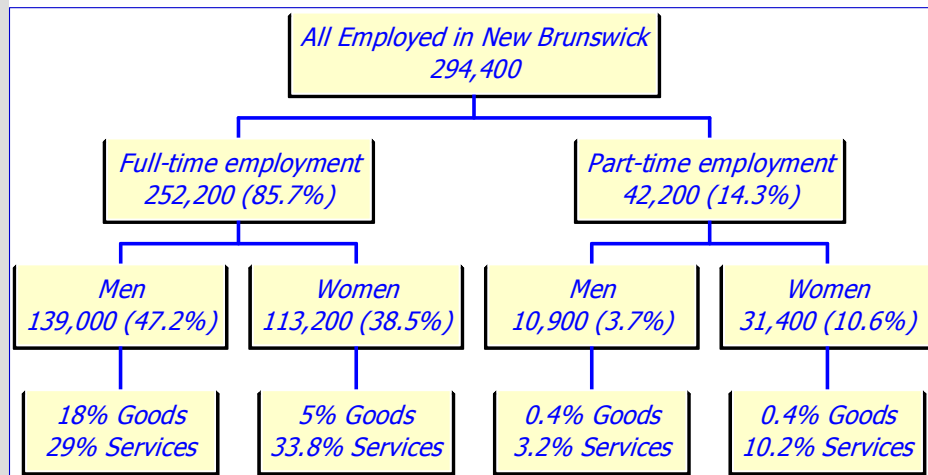 All Employed in New Brunswick
294,400
Full-time employment
252,200 (85.7%)
Part-time employment
42,200 (14.3%)
Men
139,000 (47.2%)
Women
113,200 (38.5%)
Men
10,900 (3.7%)
Women
31,400 (10.6%)
18% Goods
29% Services
5% Goods
33.8% Services
0.4% Goods
3.2% Services
0.4% Goods
10.2% Services